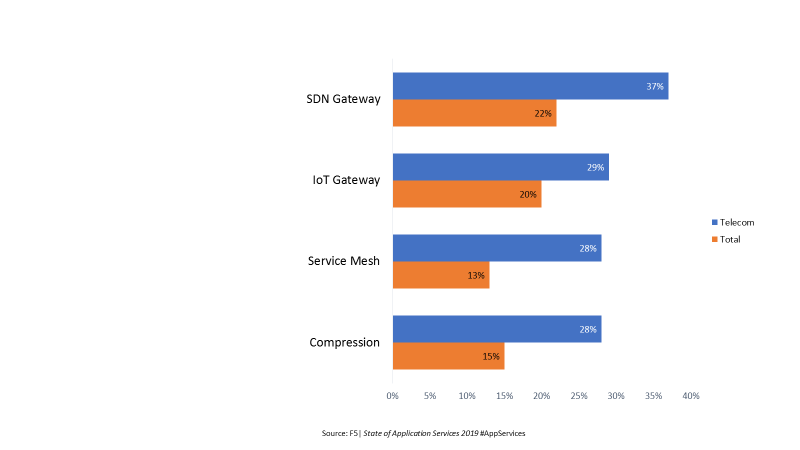 SDN Gateway
37%
22%
IoT Gateway
29%
20%
Service Mesh
28%
13%
Compression
28%
15%
Telecom
Total
0% 5% 10% 15% 20% 25% 30% 35% 40%
Source: F5| State of Application Services 2019 #AppServices